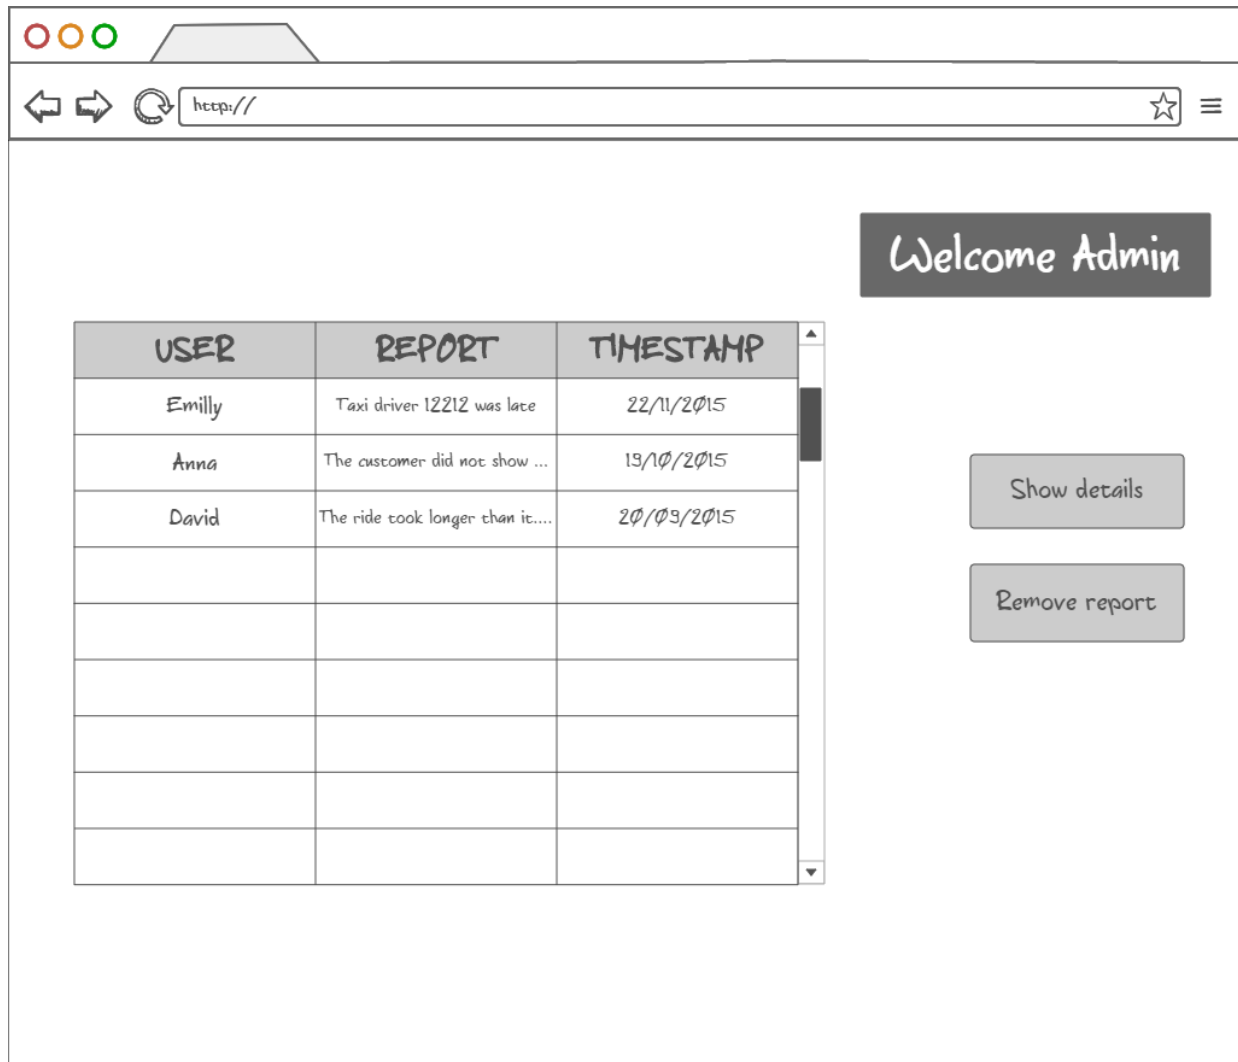 http://
Welcome Admin
USER REPORT TIMESTAMP
Emilly Taxi driver 12212 was late 22/11/2015
Anna The customer did not show ... 19/10/2015
David The ride took longer than it.... 20/09/2015
Show details
Remove report